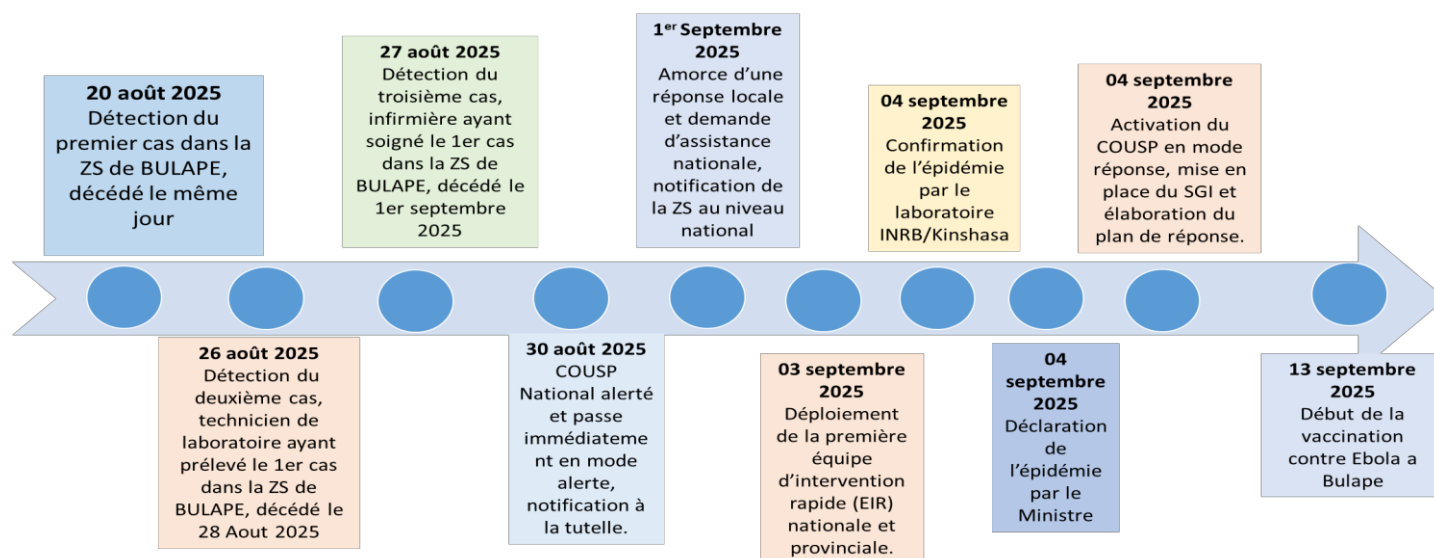 20 août 2025
Détection du
premier cas dans la
ZS de BULAPE,
décédé le même
jour
26 août 2025
Détection du
deuxième cas,
technicien de
laboratoire ayant
prélevé le 1er cas
dans la ZS de
BULAPE, décédé le
28 Aout 2025
27 août 2025
Détection du
troisième cas,
infirmière ayant
soigné le 1er cas
dans la ZS de
BULAPE, décédé le
1er septembre
2025
30 août 2025
COUSP
National alerté
et passe
immédiateme
nt en mode
alerte,
notification à
la tutelle.
1er Septembre
2025
Amorce d’une
réponse locale
et demande
d’assistance
nationale,
notification de
la ZS au niveau
national
03 septembre
2025
Déploiement
de la première
équipe
d’intervention
rapide (EIR)
nationale et
provinciale.
04 septembre
2025
Confirmation
de l’épidémie
par le
laboratoire
INRB/Kinshasa
04
septembre
2025
Déclaration
de
l’épidémie
par le
Ministre
04 septembre
2025
Activation du
COUSP en mode
réponse, mise en
place du SGI et
élaboration du
plan de réponse.
13 septembre
2025
Début de la
vaccination
contre Ebola a
Bulape